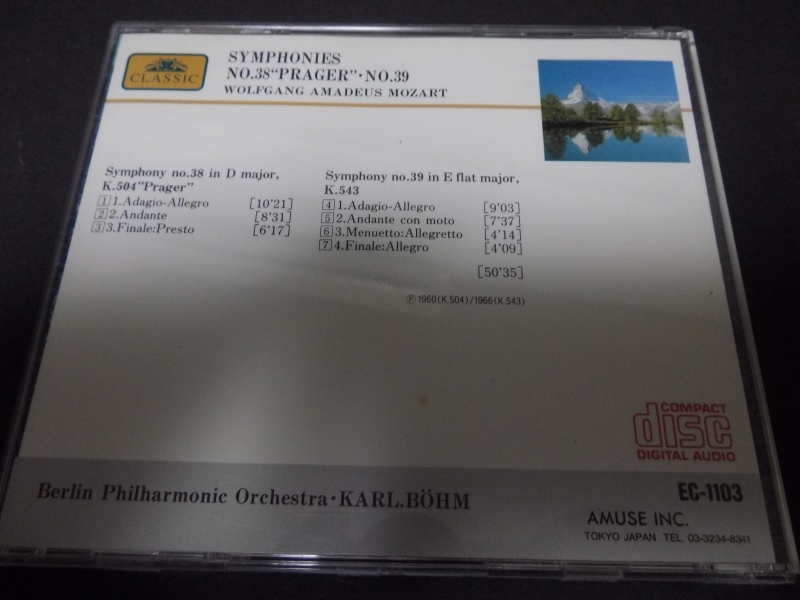 CLASSIC
SYMPHONIES
NO.38"PRAGER"·NO.39
WOLFGANG AMADEUS MOZART
Symphony no.38 in D major,
K.504"Prager"
1 1.Adagio-Allegro [10'21]
2 2.Andante [8'31]
3 3.Finale:Presto [6'17]
Symphony no.39 in E flat major,
K.543
4 1.Adagio-Allegro [9'03]
5 2.Andante con moto [7'37]
6 3.Menuetto:Allegretto [4'14]
7 4.Finale:Allegro [4'09]
[50'35]
Ⓟ1960(K.504)/1966(K.543)
COMPACT
disc
DIGITAL AUDIO
Berlin Philharmonic Orchestra·KARL.BÖHM
EC-1103
AMUSE INC.
TOKYO JAPAN TEL. 03-3234-8341